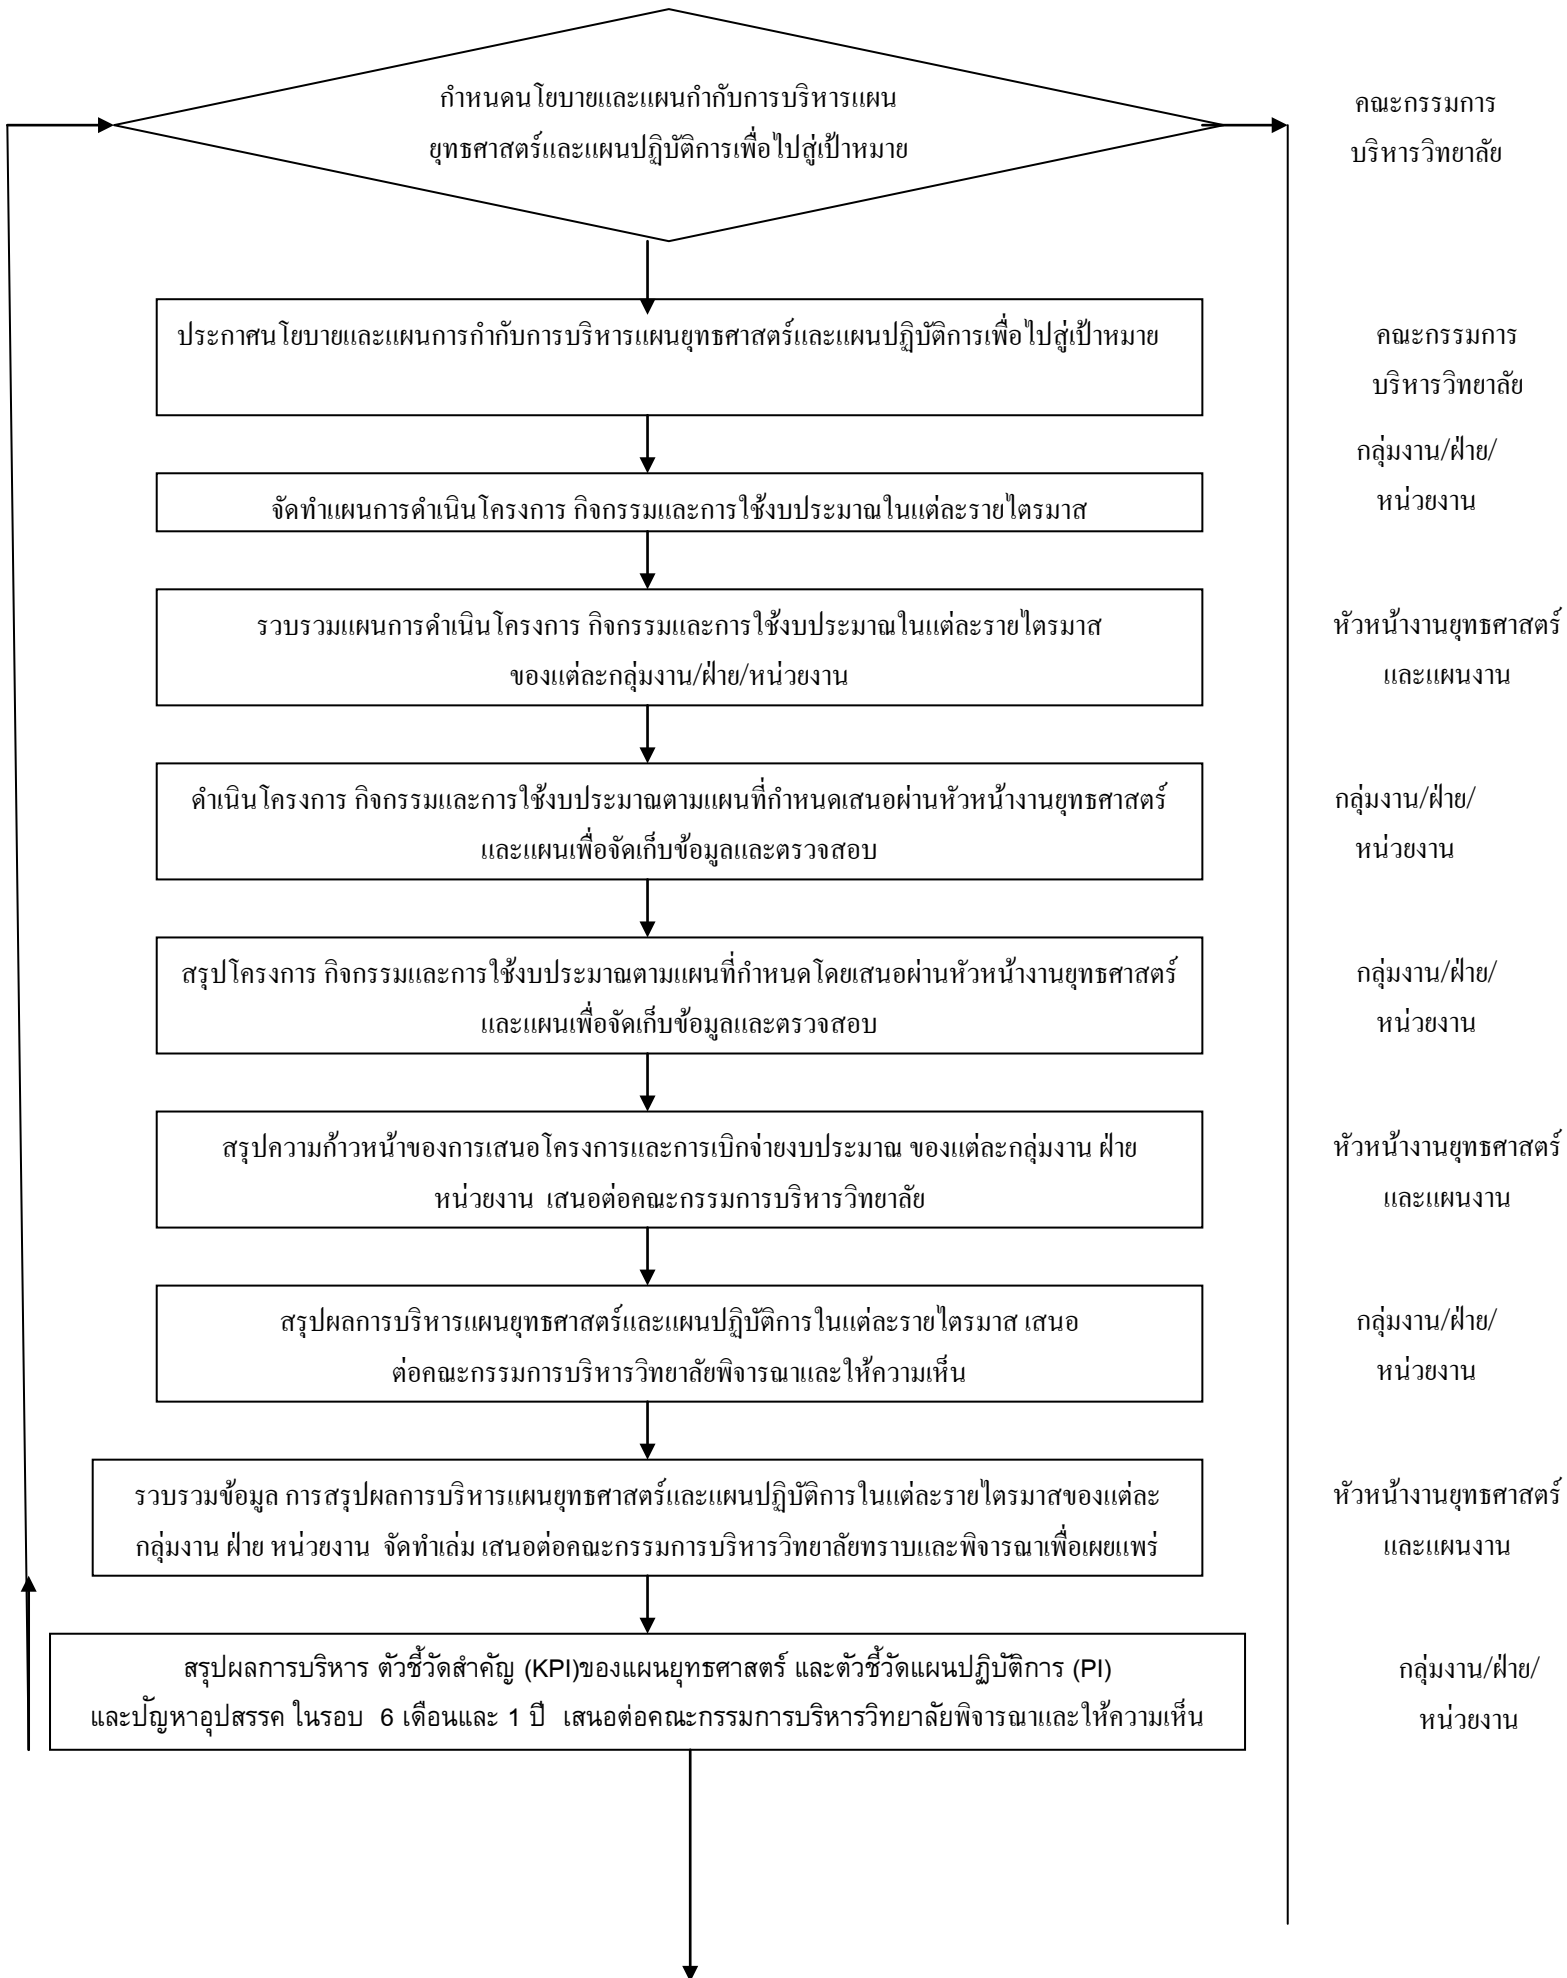 กำหนดนโยบายและแผนกำกับการบริหารแผน
ยุทธศาสตร์และแผนปฏิบัติการเพื่อไปสู่เป้าหมาย
คณะกรรมการ
บริหารวิทยาลัย
ประกาศนโยบายและแผนการกำกับการบริหารแผนยุทธศาสตร์และแผนปฏิบัติการเพื่อไปสู่เป้าหมาย
คณะกรรมการ
บริหารวิทยาลัย
จัดทำแผนการดำเนินโครงการ กิจกรรมและการใช้งบประมาณในแต่ละรายไตรมาส
กลุ่มงาน/ฝ่าย/
หน่วยงาน
รวบรวมแผนการดำเนินโครงการ กิจกรรมและการใช้งบประมาณในแต่ละรายไตรมาส
ของแต่ละกลุ่มงาน/ฝ่าย/หน่วยงาน
หัวหน้างานยุทธศาสตร์
และแผนงาน
ดำเนินโครงการ กิจกรรมและการใช้งบประมาณตามแผนที่กำหนดเสนอผ่านหัวหน้างานยุทธศาสตร์
และแผนเพื่อจัดเก็บข้อมูลและตรวจสอบ
กลุ่มงาน/ฝ่าย/
หน่วยงาน
สรุปโครงการ กิจกรรมและการใช้งบประมาณตามแผนที่กำหนดโดยเสนอผ่านหัวหน้างานยุทธศาสตร์
และแผนเพื่อจัดเก็บข้อมูลและตรวจสอบ
กลุ่มงาน/ฝ่าย/
หน่วยงาน
สรุปความก้าวหน้าของการเสนอโครงการและการเบิกจ่ายงบประมาณ ของแต่ละกลุ่มงาน ฝ่าย
หน่วยงาน เสนอต่อคณะกรรมการบริหารวิทยาลัย
หัวหน้างานยุทธศาสตร์
และแผนงาน
สรุปผลการบริหารแผนยุทธศาสตร์และแผนปฏิบัติการในแต่ละรายไตรมาส เสนอ
ต่อคณะกรรมการบริหารวิทยาลัยพิจารณาและให้ความเห็น
กลุ่มงาน/ฝ่าย/
หน่วยงาน
รวบรวมข้อมูล การสรุปผลการบริหารแผนยุทธศาสตร์และแผนปฏิบัติการในแต่ละรายไตรมาสของแต่ละ
กลุ่มงาน ฝ่าย หน่วยงาน จัดทำเล่ม เสนอต่อคณะกรรมการบริหารวิทยาลัยทราบและพิจารณาเพื่อเผยแพร่
หัวหน้างานยุทธศาสตร์
และแผนงาน
สรุปผลการบริหาร ตัวชี้วัดสำคัญ (KPI)ของแผนยุทธศาสตร์ และตัวชี้วัดแผนปฏิบัติการ (PI)
และปัญหาอุปสรรค ในรอบ 6 เดือนและ 1 ปี เสนอต่อคณะกรรมการบริหารวิทยาลัยพิจารณาและให้ความเห็น
กลุ่มงาน/ฝ่าย/
หน่วยงาน